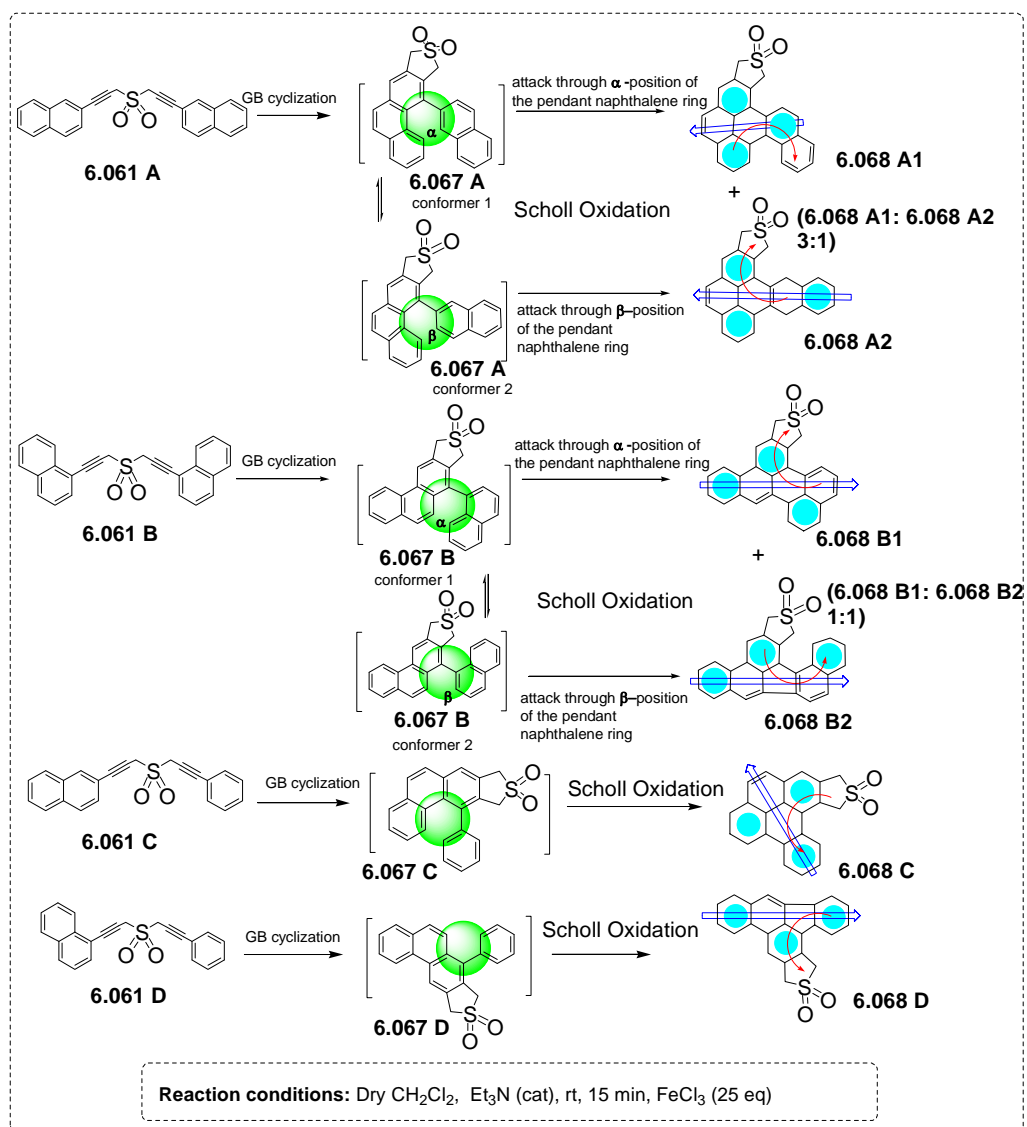 O
O
S
GB cyclization
attack through α -position of
the pendant naphthalene ring
S
O O
α
6.061 A
6.067 A
conformer 1
6.068 A1
+
Scholl Oxidation
(6.068 A1: 6.068 A2
3:1)
O
S O
O
S O
β
attack through β–position
of the pendant
naphthalene ring
6.067 A
conformer 2
6.068 A2
O
S O
O
S O
GB cyclization
attack through α -position of
the pendant naphthalene ring
S
O O
α
6.061 B
6.067 B
conformer 1
6.068 B1
+
Scholl Oxidation
(6.068 B1: 6.068 B2
1:1)
O
S O
O
S O
β
6.067 B
conformer 2
attack through β–position
of the pendant
naphthalene ring
6.068 B2
GB cyclization
Scholl Oxidation
S
O O
S O
O
S O
O
6.061 C
6.067 C
6.068 C
GB cyclization
Scholl Oxidation
S
O O
6.061 D
6.067 D
S O
O
S O
O
6.068 D
Reaction conditions: Dry CH2Cl2, Et3N (cat), rt, 15 min, FeCl3 (25 eq)